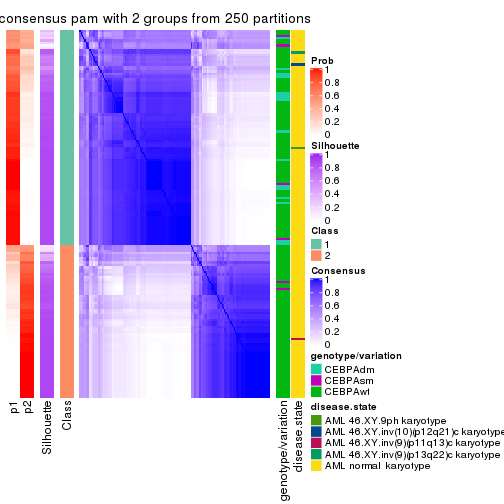 consensus pam with 2 groups from 250 partitions
Prob
1
0.8
0.6
0.4
0.2
0
Silhouette
1
0.8
0.6
0.4
0.2
0
Class
1
2
Consensus
1
0.8
0.6
0.4
0.2
0
genotype/variation
CEBPAdm
CEBPAsm
CEBPAwt
disease.state
AML 46.XY.9ph karyotype
AML 46.XY.inv(10)(p12q21)c karyotype
AML 46.XY.inv(9)(p11q13)c karyotype
AML 46.XY.inv(9)(p13q22)c karyotype
AML normal karyotype
p1
p2
Silhouette
Class
genotype/variation
disease.state